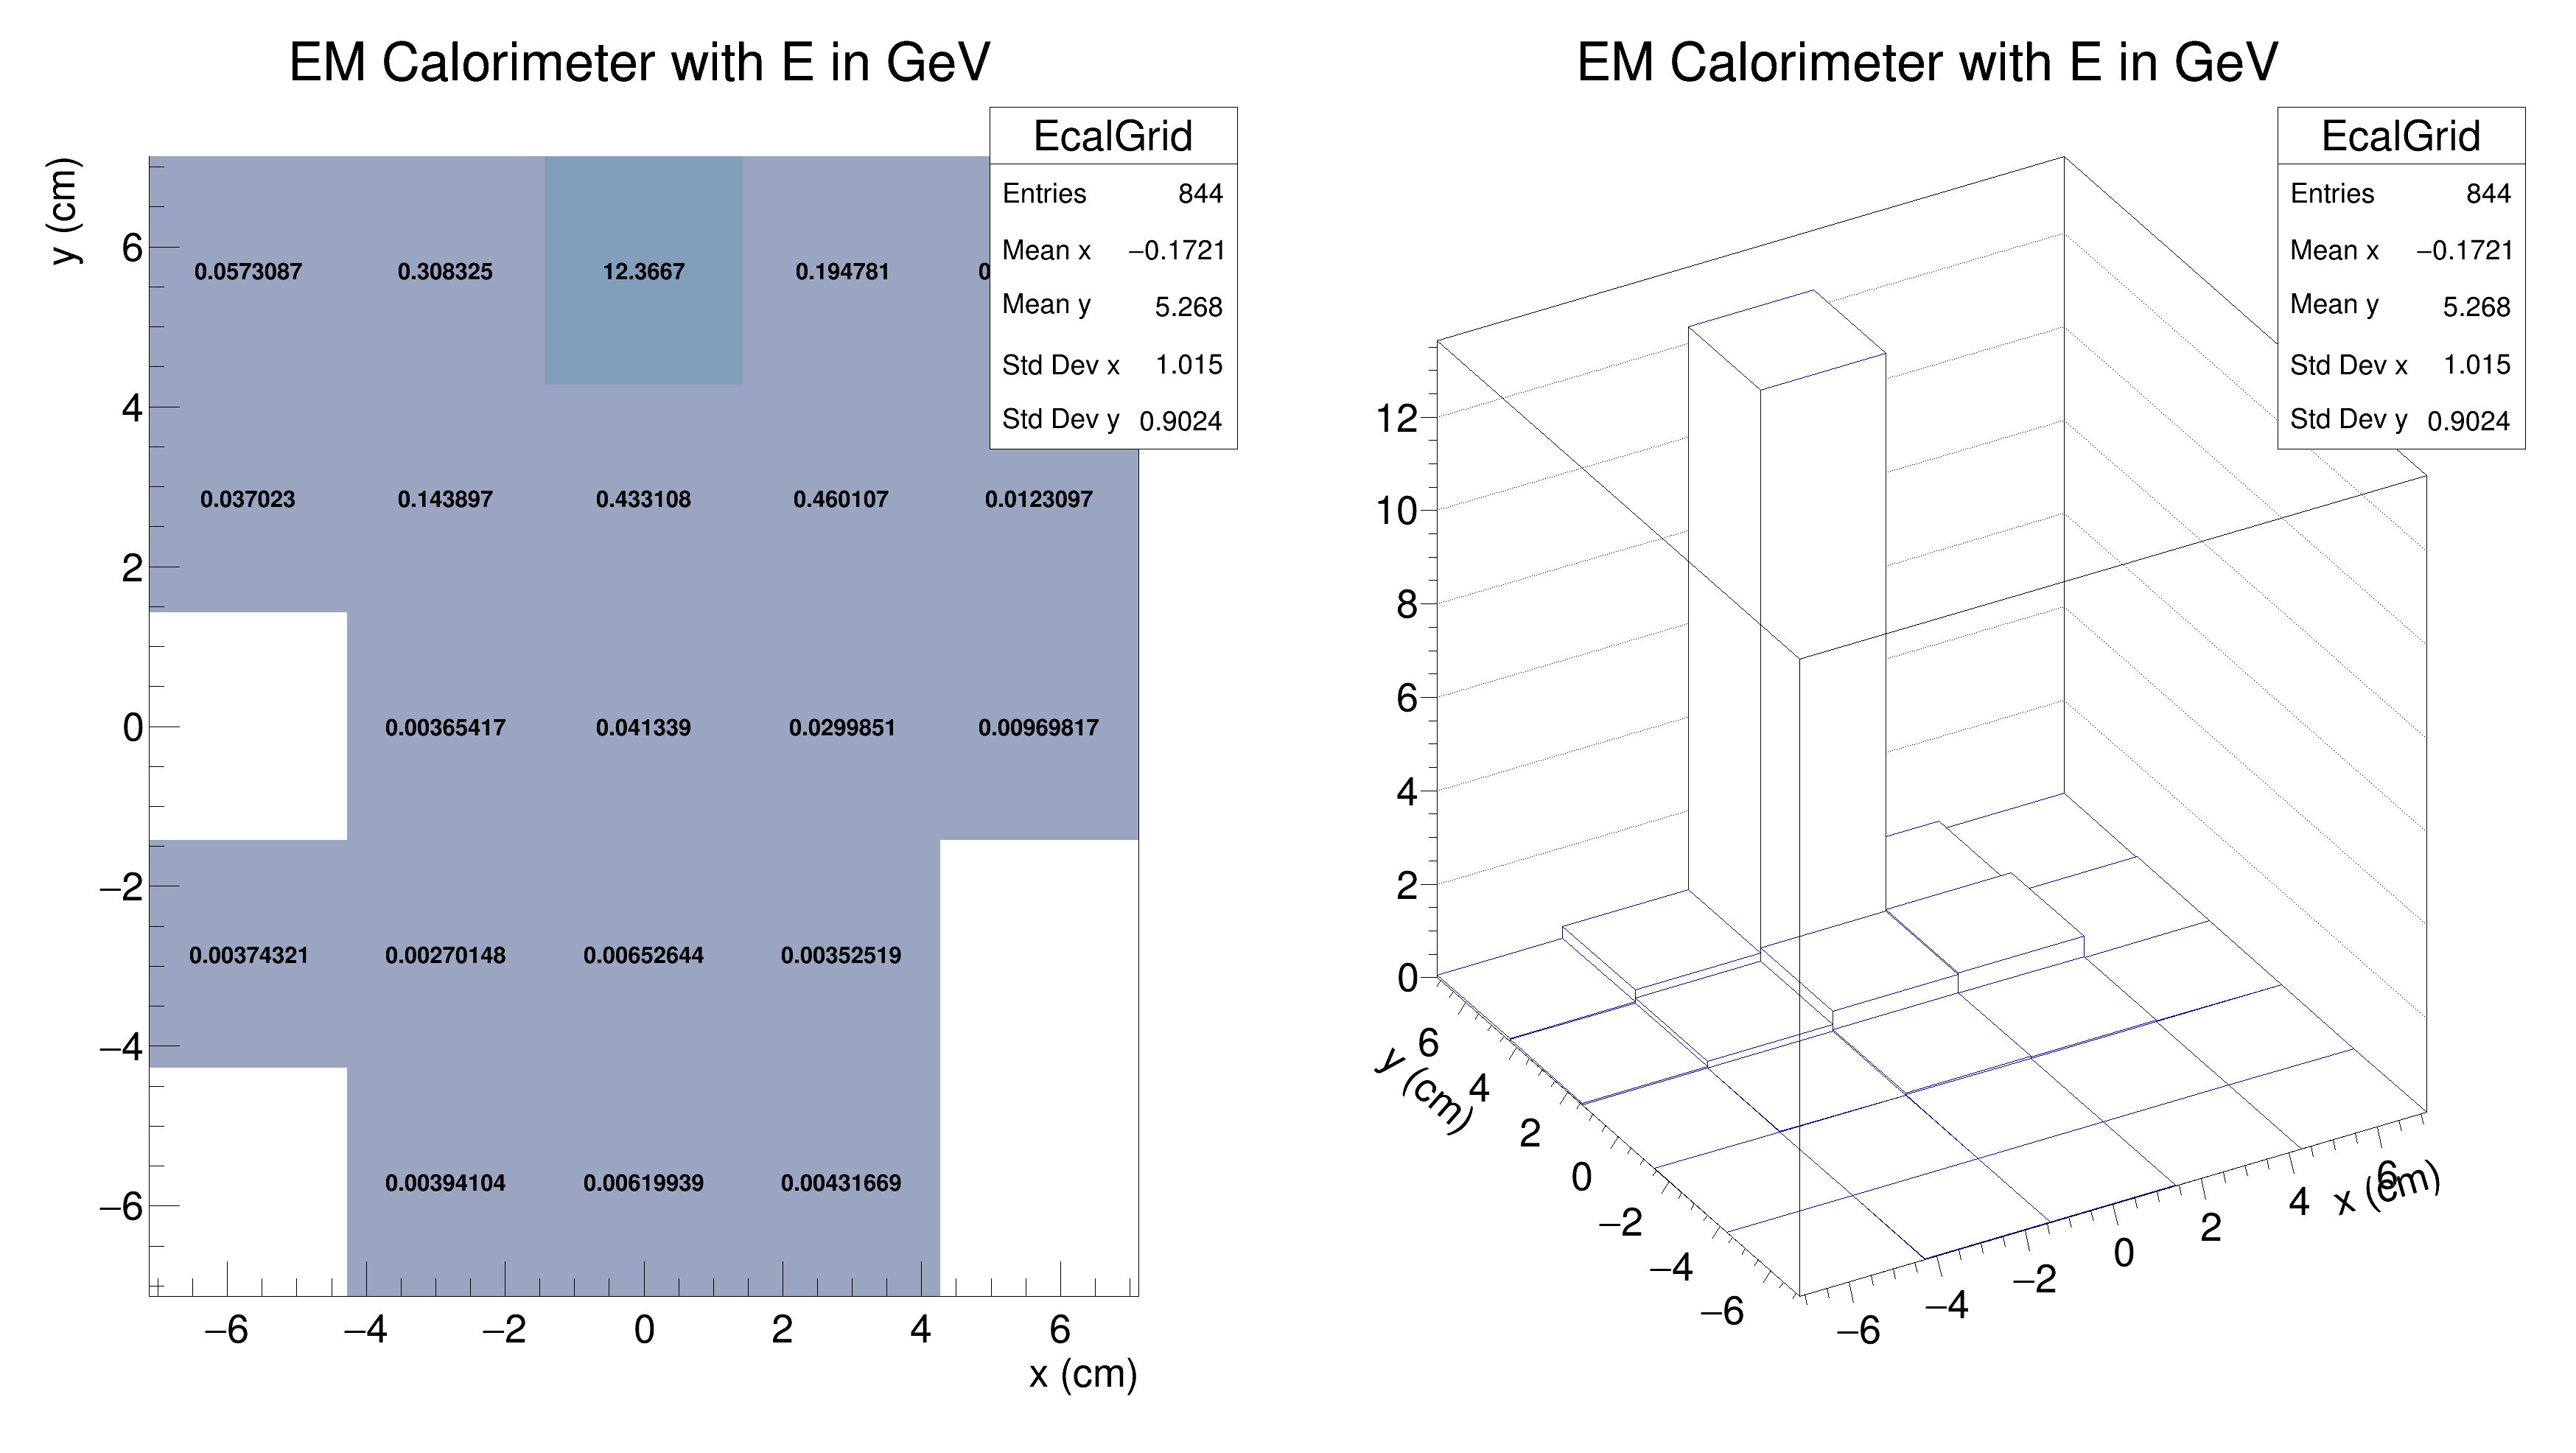 EM Calorimeter with E in GeV
EcalGrid
Entries 844
Mean x −0.1721
Mean y 5.268
Std Dev x 1.015
Std Dev y 0.9024
y (cm)
6
4
2
0
−2
−4
−6
0.0573087 0.308325 12.3667 0.194781 0
0.037023 0.143897 0.433108 0.460107 0.0123097
0.00365417 0.041339 0.0299851 0.00969817
0.00374321 0.00270148 0.00652644 0.00352519
0.00394104 0.00619939 0.00431669
−6 −4 −2 0 2 4 6
x (cm)
EM Calorimeter with E in GeV
EcalGrid
Entries 844
Mean x −0.1721
Mean y 5.268
Std Dev x 1.015
Std Dev y 0.9024
12
10
8
6
4
2
0
y (cm)
6
4
2
0
−2
−4
−6
−6 −4 −2 0 2 4 6
x (cm)